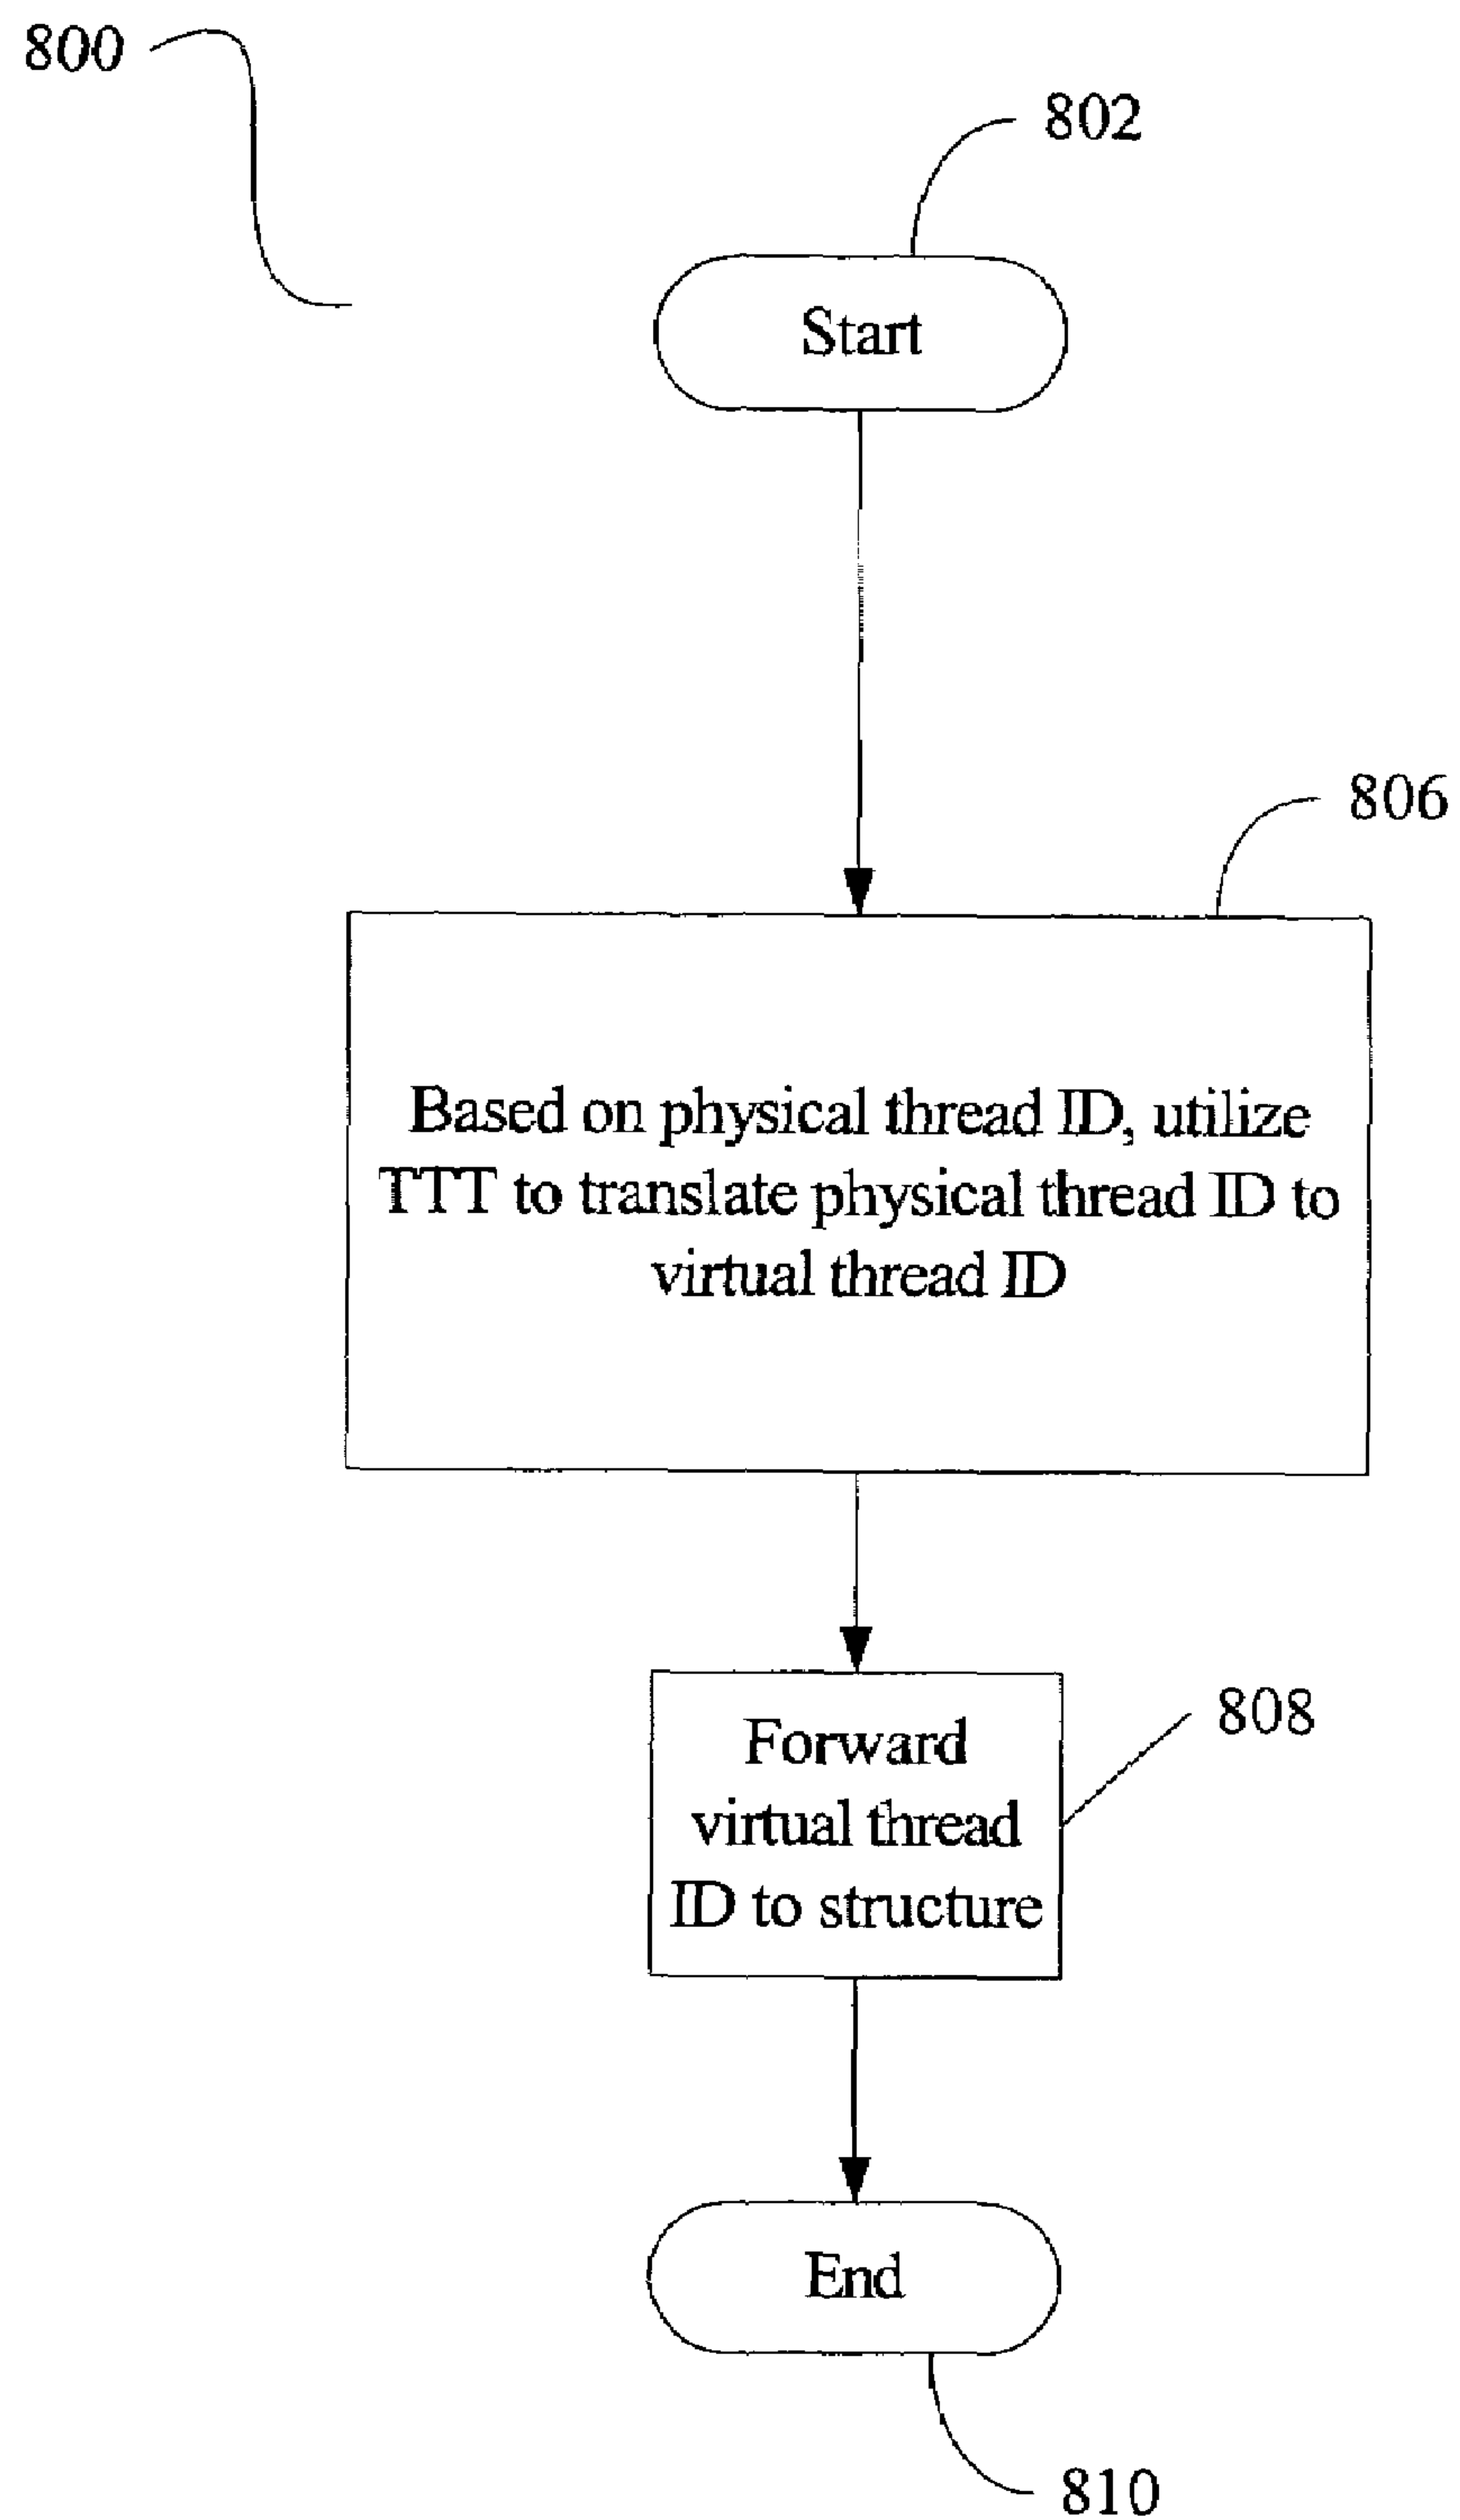 800
802
Start
806
Based on physical thread ID, utilize
TTT to translate physical thread ID to
virtual thread ID
Forward
808
virtual thread
ID to structure
End
810